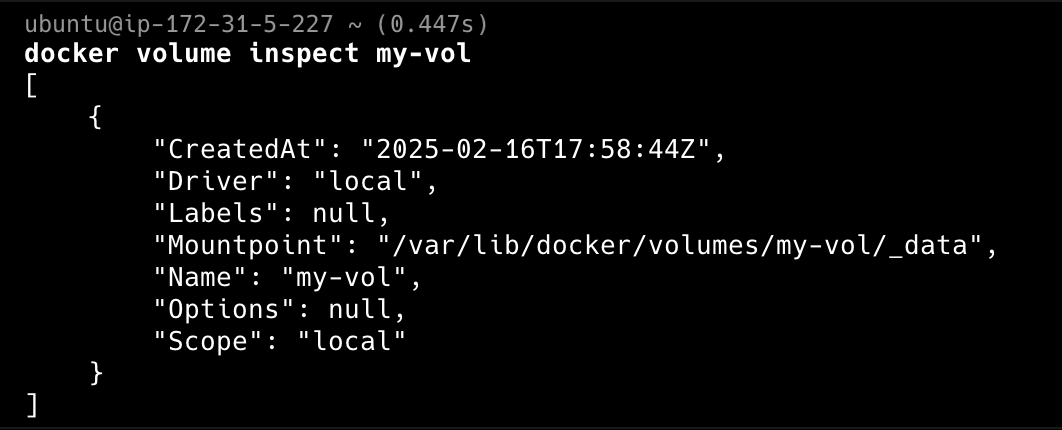 ubuntu@ip-172-31-5-227 ~ (0.447s)
docker volume inspect my-vol
[
    {
        "CreatedAt": "2025-02-16T17:58:44Z",
        "Driver": "local",
        "Labels": null,
        "Mountpoint": "/var/lib/docker/volumes/my-vol/_data",
        "Name": "my-vol",
        "Options": null,
        "Scope": "local"
    }
]